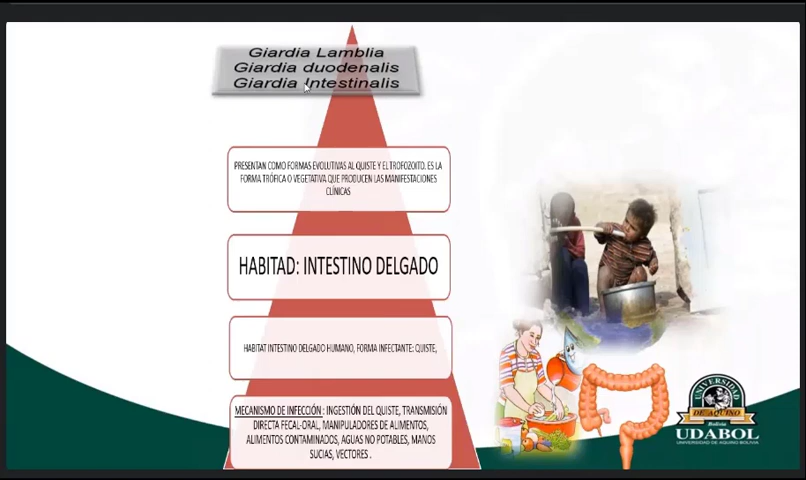 Giardia Lamblia
Giardia duodenalis
Giardia Intestinalis
PRESENTAN COMO FORMAS EVOLUTIVAS AL QUISTE Y EL TROFOZOITO. ES LA
FORMA TRÓFICA O VEGETATIVA QUE PRODUCEN LAS MANIFESTACIONES
CLÍNICAS
HABITAD: INTESTINO DELGADO
HABITAT INTESTINO DELGADO HUMANO, FORMA INFECTANTE: QUISTE,
MECANISMO DE INFECCIÓN : INGESTIÓN DEL QUISTE, TRANSMISIÓN
DIRECTA FECAL-ORAL, MANIPULADORES DE ALIMENTOS,
ALIMENTOS CONTAMINADOS, AGUAS NO POTABLES, MANOS
SUCIAS, VECTORES .
UNIVERSIDAD
DE AQUINO
Bolivia
UDABOL
UNIVERSIDAD DE AQUINO BOLIVIA